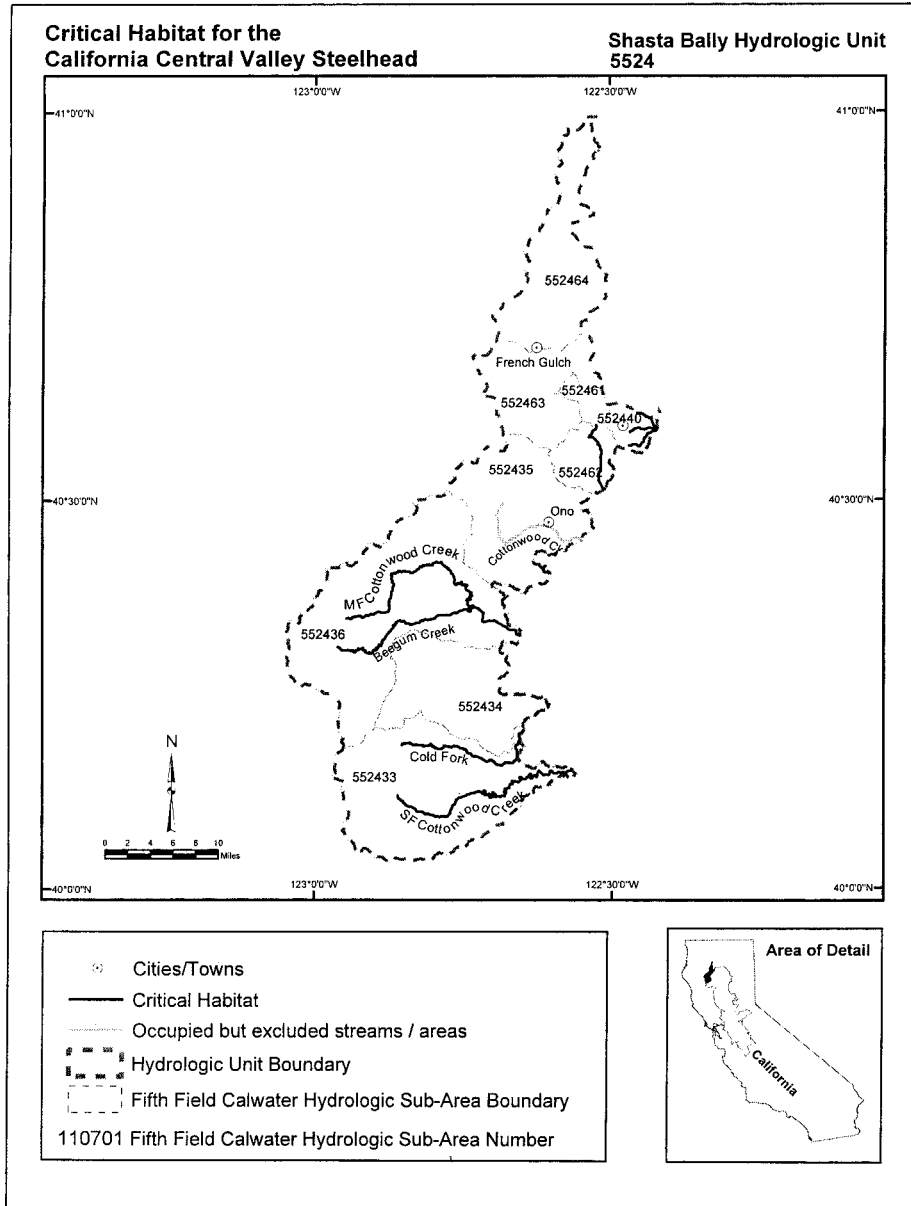 Critical Habitat for the
California Central Valley Steelhead
Shasta Bally Hydrologic Unit
5524
123°0'0"W
122°30'0"W
41°0'0"N
41°0'0"N
552464
French Gulch
552461
552463
552440
552435
552462
40°30'0"N
40°30'0"N
Ono
Cottonwood Cr
MF Cottonwood Creek
552436
Beegum Creek
552434
N
Cold Fork
552433
SF Cottonwood Creek
0 2 4 6 8 10
Miles
40°0'0"N
40°0'0"N
123°0'0"W
122°30'0"W
Cities/Towns
Critical Habitat
Occupied but excluded streams / areas
Hydrologic Unit Boundary
Fifth Field Calwater Hydrologic Sub-Area Boundary
110701 Fifth Field Calwater Hydrologic Sub-Area Number
Area of Detail
California